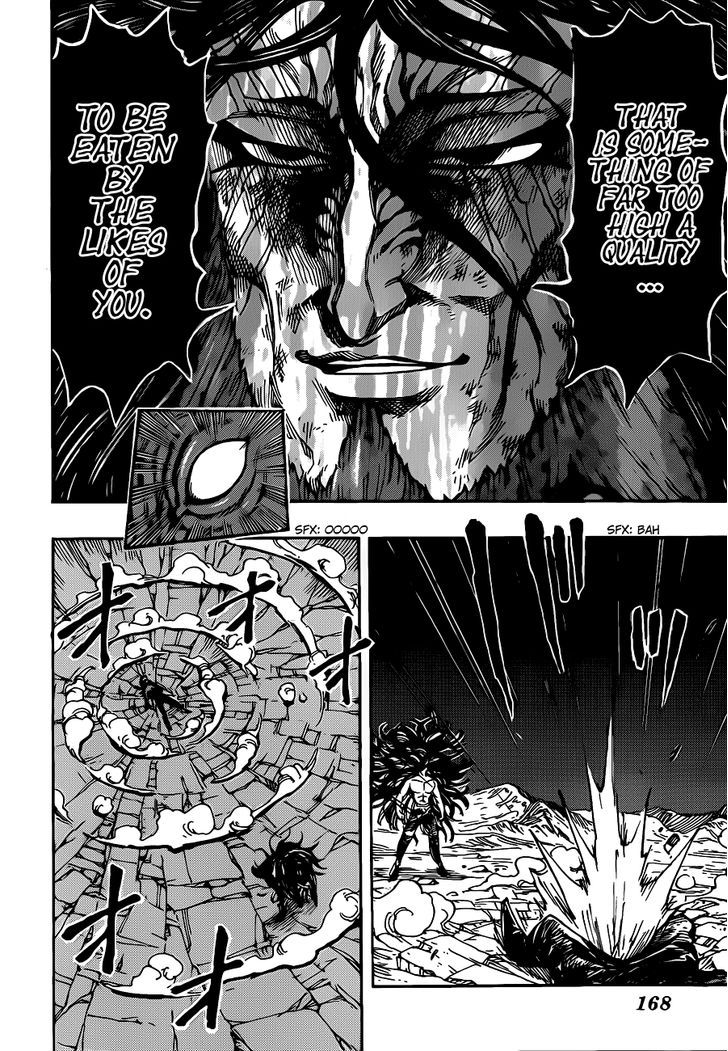 THAT
IS SOME-
THING OF
FAR TOO
HIGH A
QUALITY
...
TO BE
EATEN
BY
THE
LIKES
OF
YOU.
SFX: OOOOO
SFX: BAH
オ
オ
オ
オ
オ
168